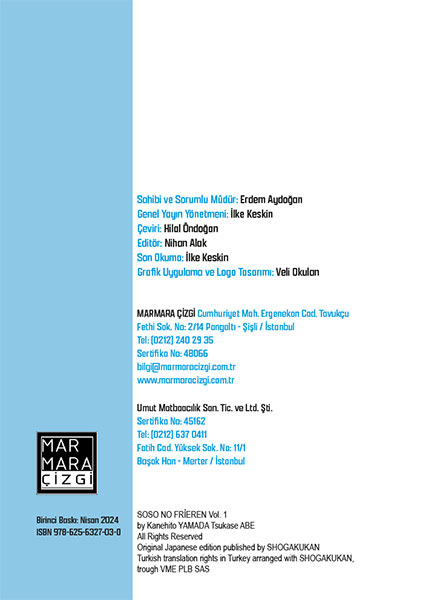 Sahibi ve Sorumlu Müdür: Erdem Aydoğan
Genel Yayın Yönetmeni: İlke Keskin
Çeviri: Hilal Öndoğan
Editör: Nihan Alak
Son Okuma: İlke Keskin
Grafik Uygulama ve Logo Tasarımı: Veli Okulan
MARMARA ÇİZGİ Cumhuriyet Mah. Ergenekon Cad. Tavukçu
Fethi Sok. No: 2/14 Pangaltı - Şişli / İstanbul
Tel: (0212) 240 29 35
Sertifika No: 48066
bilgi@marmaracizgi.com.tr
www.marmaracizgi.com.tr
Umut Matbaacılık San. Tic. ve Ltd. Şti.
Sertifika No: 45162
Tel: (0212) 637 0411
Fatih Cad. Yüksek Sok. No: 11/1
Başak Han - Merter / İstanbul
MAR
MARA
ÇİZGİ
Birinci Baskı: Nisan 2024
ISBN 978-625-6327-03-0
SOSO NO FRİEREN Vol. 1
by Kanehito YAMADA Tsukase ABE
All Rights Reserved
Original Japanese edition published by SHOGAKUKAN
Turkish translation rights in Turkey arranged with SHOGAKUKAN,
trough VME PLB SAS